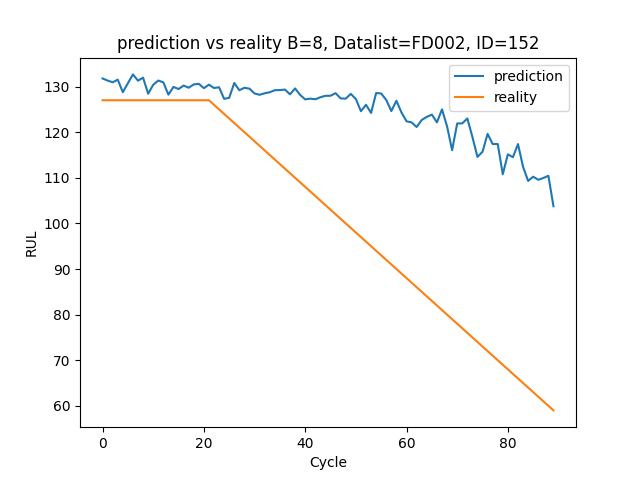 prediction vs reality B=8, Datalist=FD002, ID=152
prediction
reality
RUL
130
120
110
100
90
80
70
60
0 20 40 60 80
Cycle